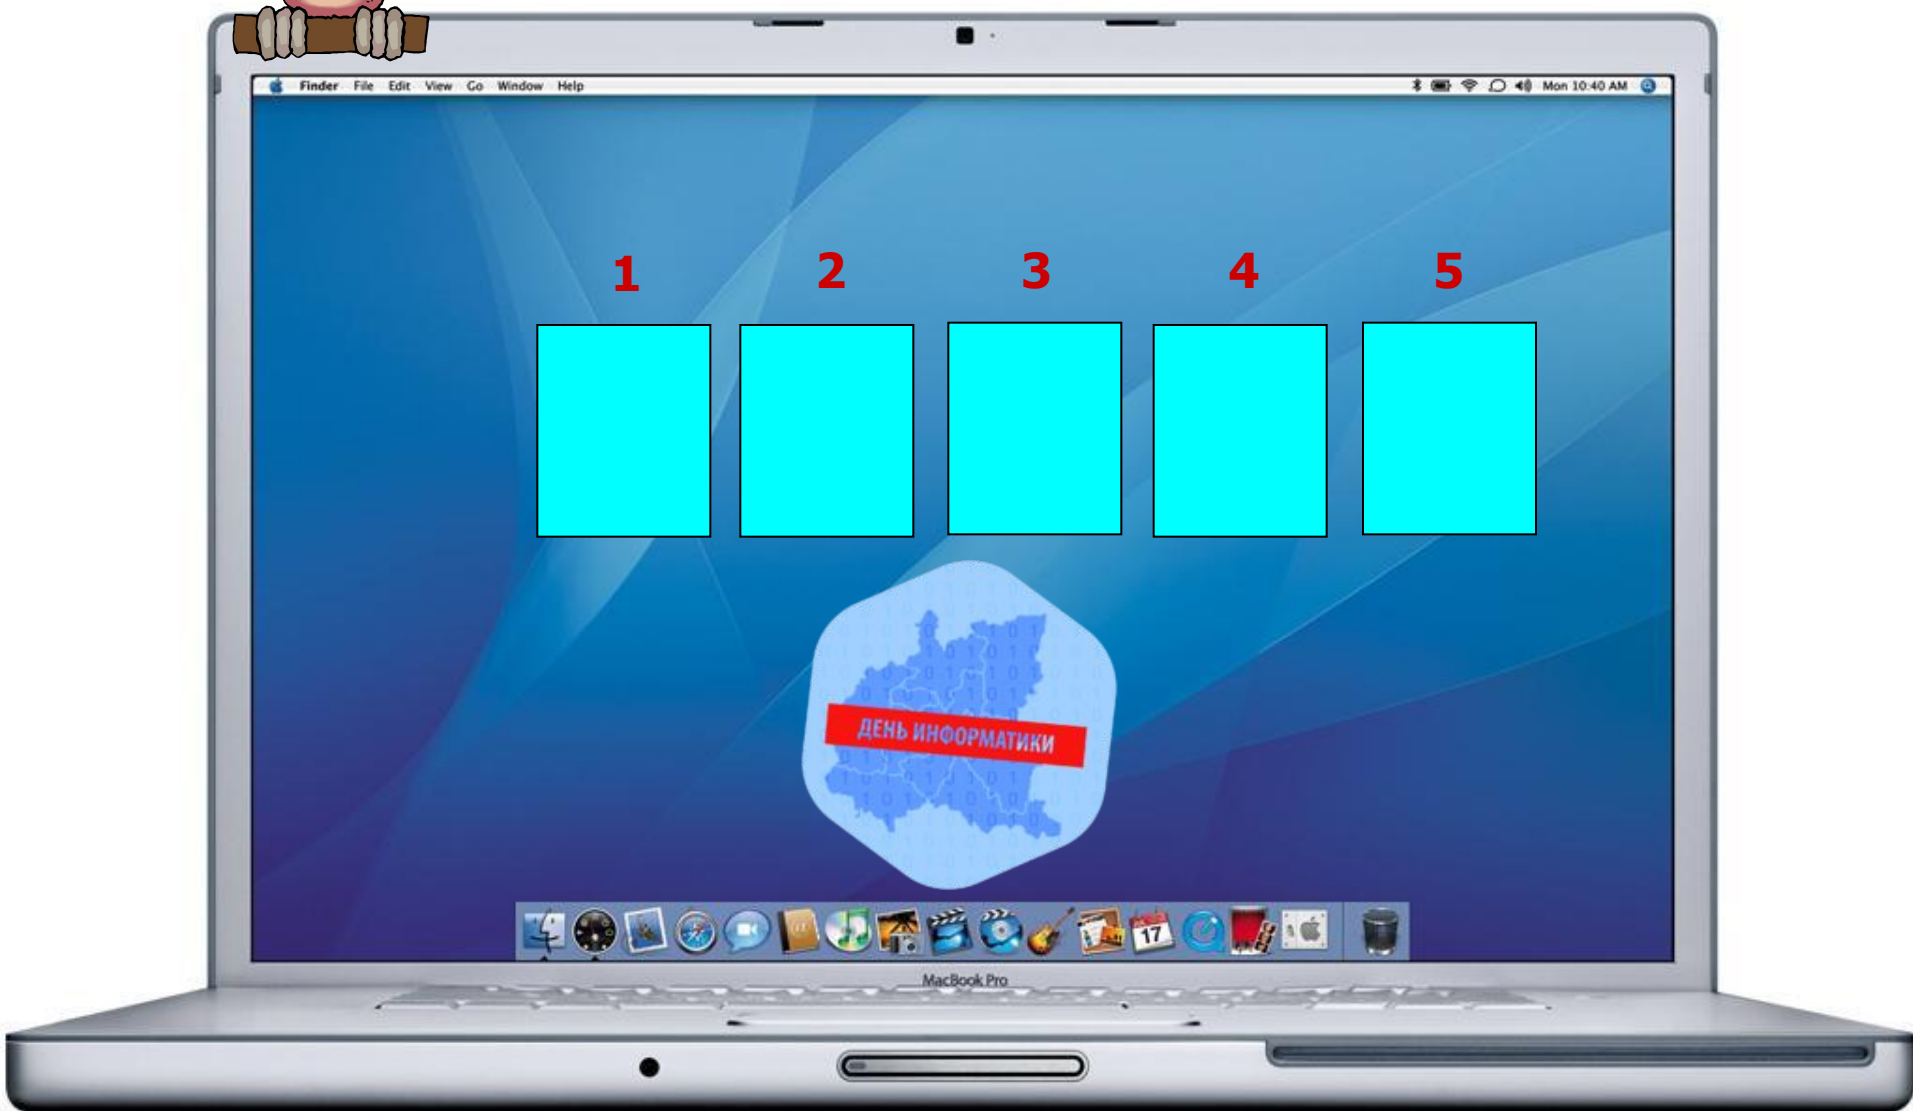 Finder File Edit View Go Window Help Mon 10:40 AM
1 2 3 4 5
ДЕНЬ ИНФОРМАТИКИ
17
MacBook Pro